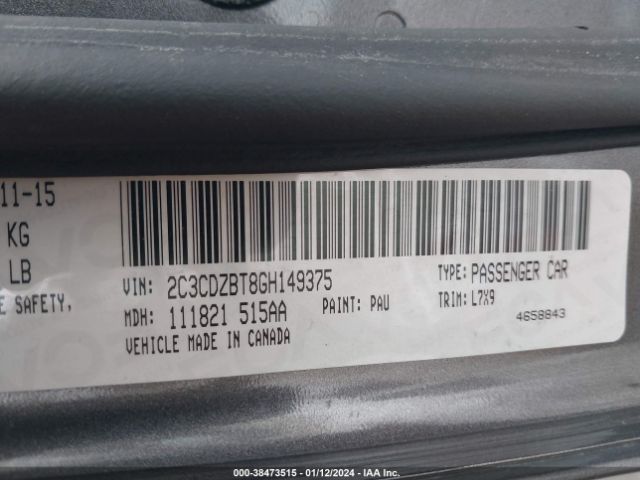 11-15
KG
LB
E SAFETY,
VIN: 2C3CDZBT8GH149375
TYPE: PASSENGER CAR
MDH: 111821 515AA
PAINT: PAU
TRIM: L7X9
VEHICLE MADE IN CANADA
4658843
000-38473515 - 01/12/2024 - IAA Inc.